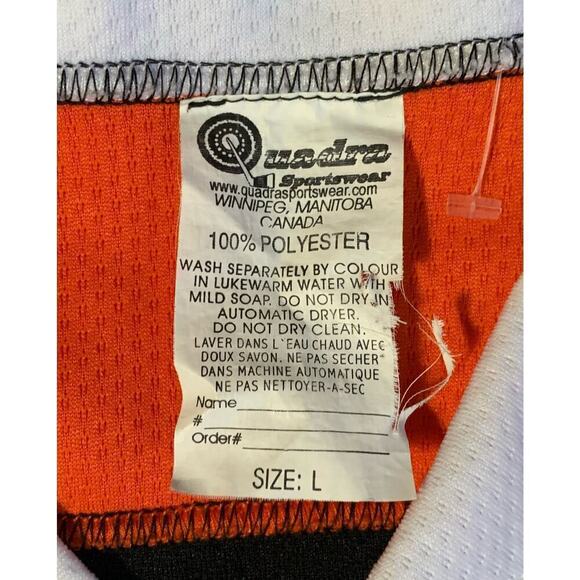 Quadra
Sportswear
www.quadrasportswear.com
WINNIPEG, MANITOBA
CANADA
100% POLYESTER
WASH SEPARATELY BY COLOUR
IN LUKEWARM WATER WITH
MILD SOAP. DO NOT DRY IN
AUTOMATIC DRYER.
DO NOT DRY CLEAN.
LAVER DANS L'EAU CHAUD AVEC
DOUX SAVON. NE PAS SECHER
DANS MACHINE AUTOMATIQUE
NE PAS NETTOYER-A-SEC
Name
#
Order#
SIZE: L